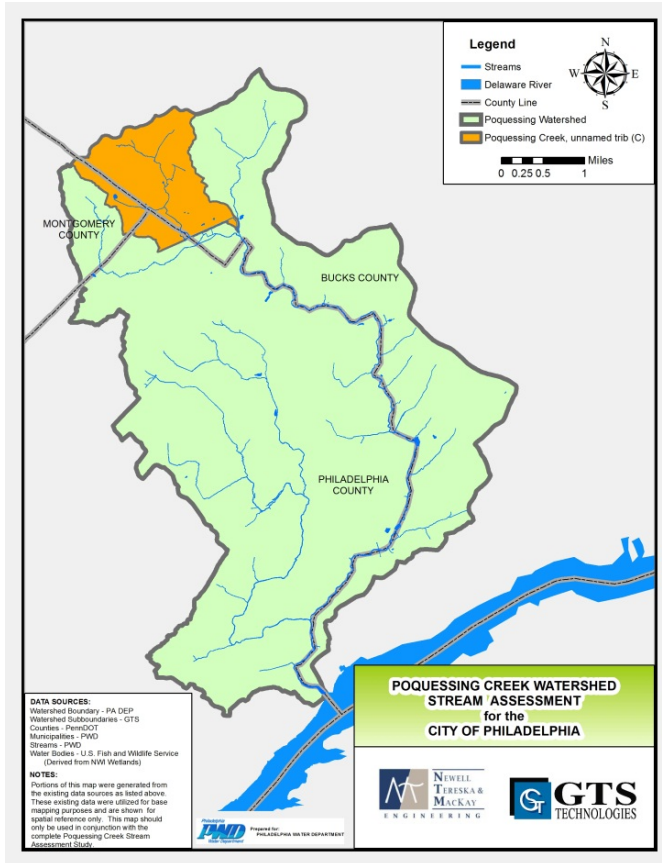 Legend
Streams
Delaware River
County Line
Poquessing Watershed
Poquessing Creek, unnamed trib (C)
N
W
E
S
Miles
0 0.25 0.5 1
MONTGOMERY
COUNTY
BUCKS COUNTY
PHILADELPHIA
COUNTY
DATA SOURCES:
Watershed Boundary - PA DEP
Watershed Subboundaries - GTS
Counties - PennDOT
Municipalities - PWD
Streams - PWD
Water Bodies - U.S. Fish and Wildlife Service
(Derived from NWI Wetlands)
NOTES:
Portions of this map were generated from
the existing data sources as listed above.
These existing data were utilized for base
mapping purposes and are shown for
spatial reference only. This map should
only be used in conjunction with the
complete Poquessing Creek Stream
Assessment Study.
Philadelphia
PWD
Water Department
Prepared for:
PHILADELPHIA WATER DEPARTMENT
POQUESSING CREEK WATERSHED
STREAM ASSESSMENT
for the
CITY OF PHILADELPHIA
NEWELL
TERESKA &
MACKAY
ENGINEERING
GTS
TECHNOLOGIES